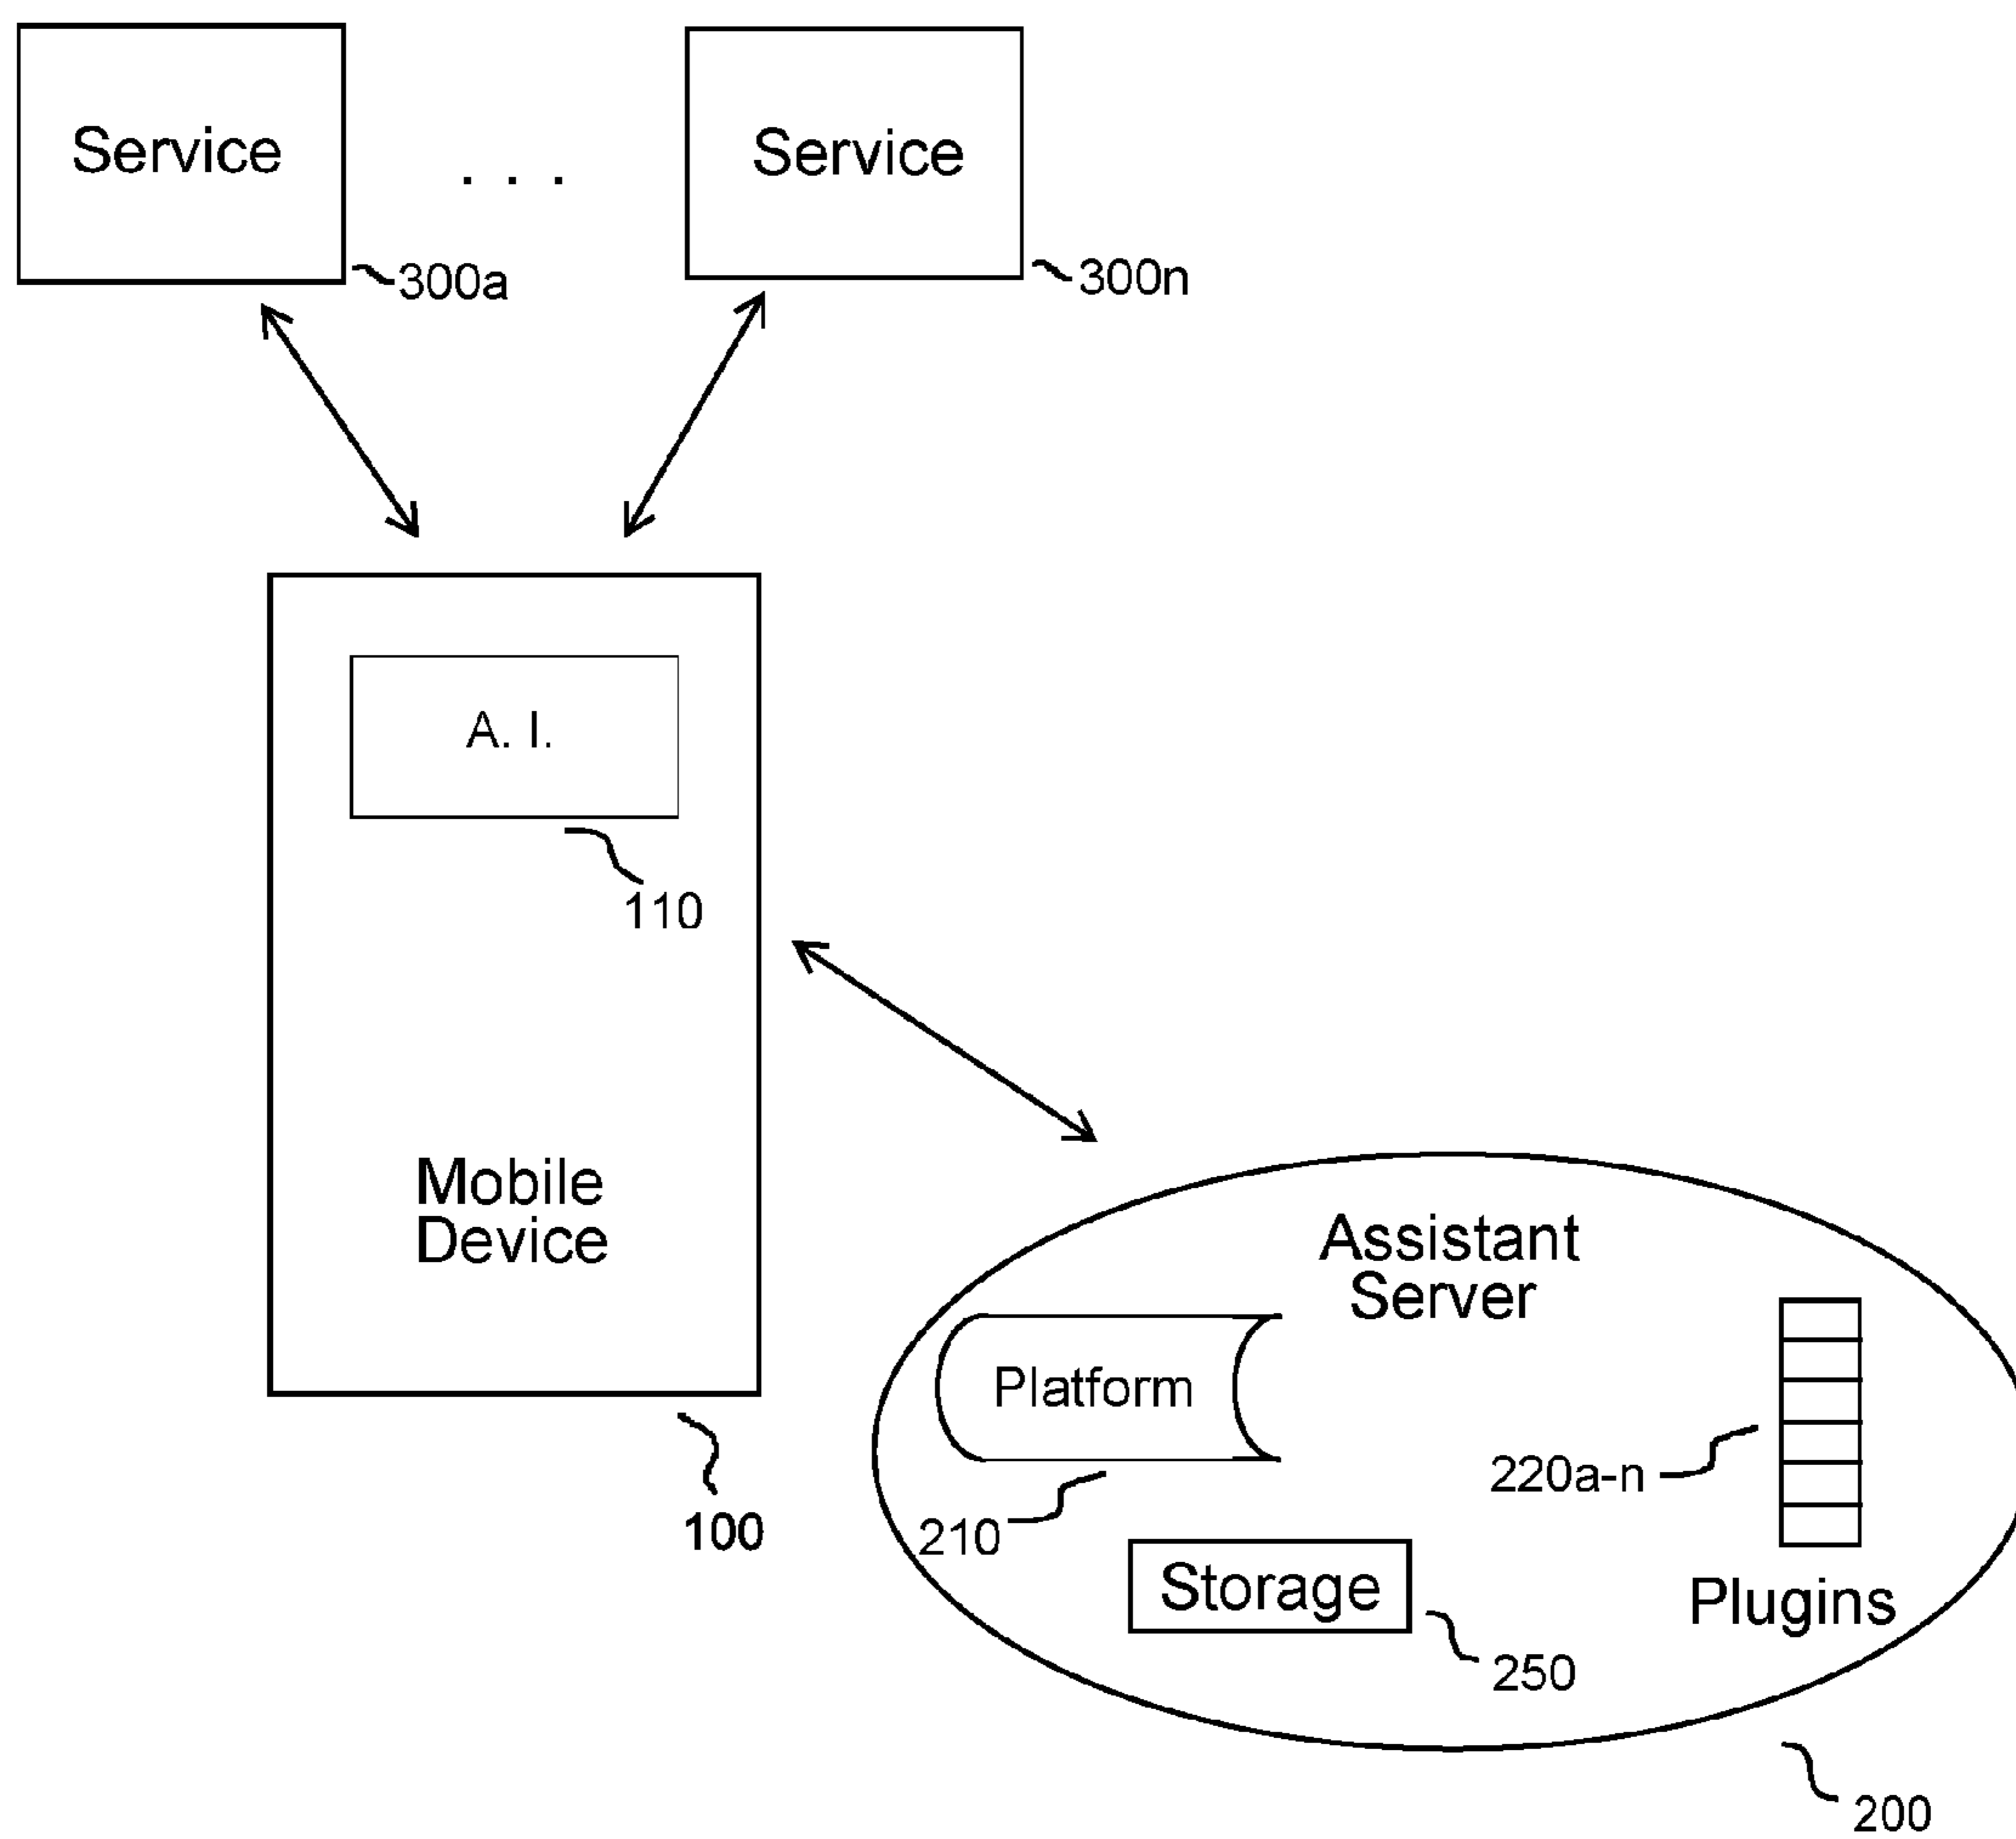 Service
. . .
Service
300a
300n
A. I.
110
Mobile
Device
100
Assistant
Server
Platform
220a-n
210
Storage
Plugins
250
200